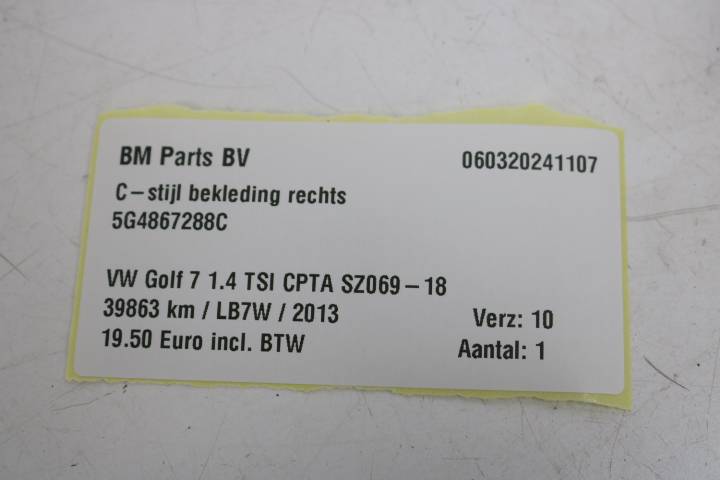 BM Parts BV 060320241107
C-stijl bekleding rechts
5G4867288C
VW Golf 7 1.4 TSI CPTA SZ069-18
39863 km / LB7W / 2013 Verz: 10
19.50 Euro incl. BTW Aantal: 1